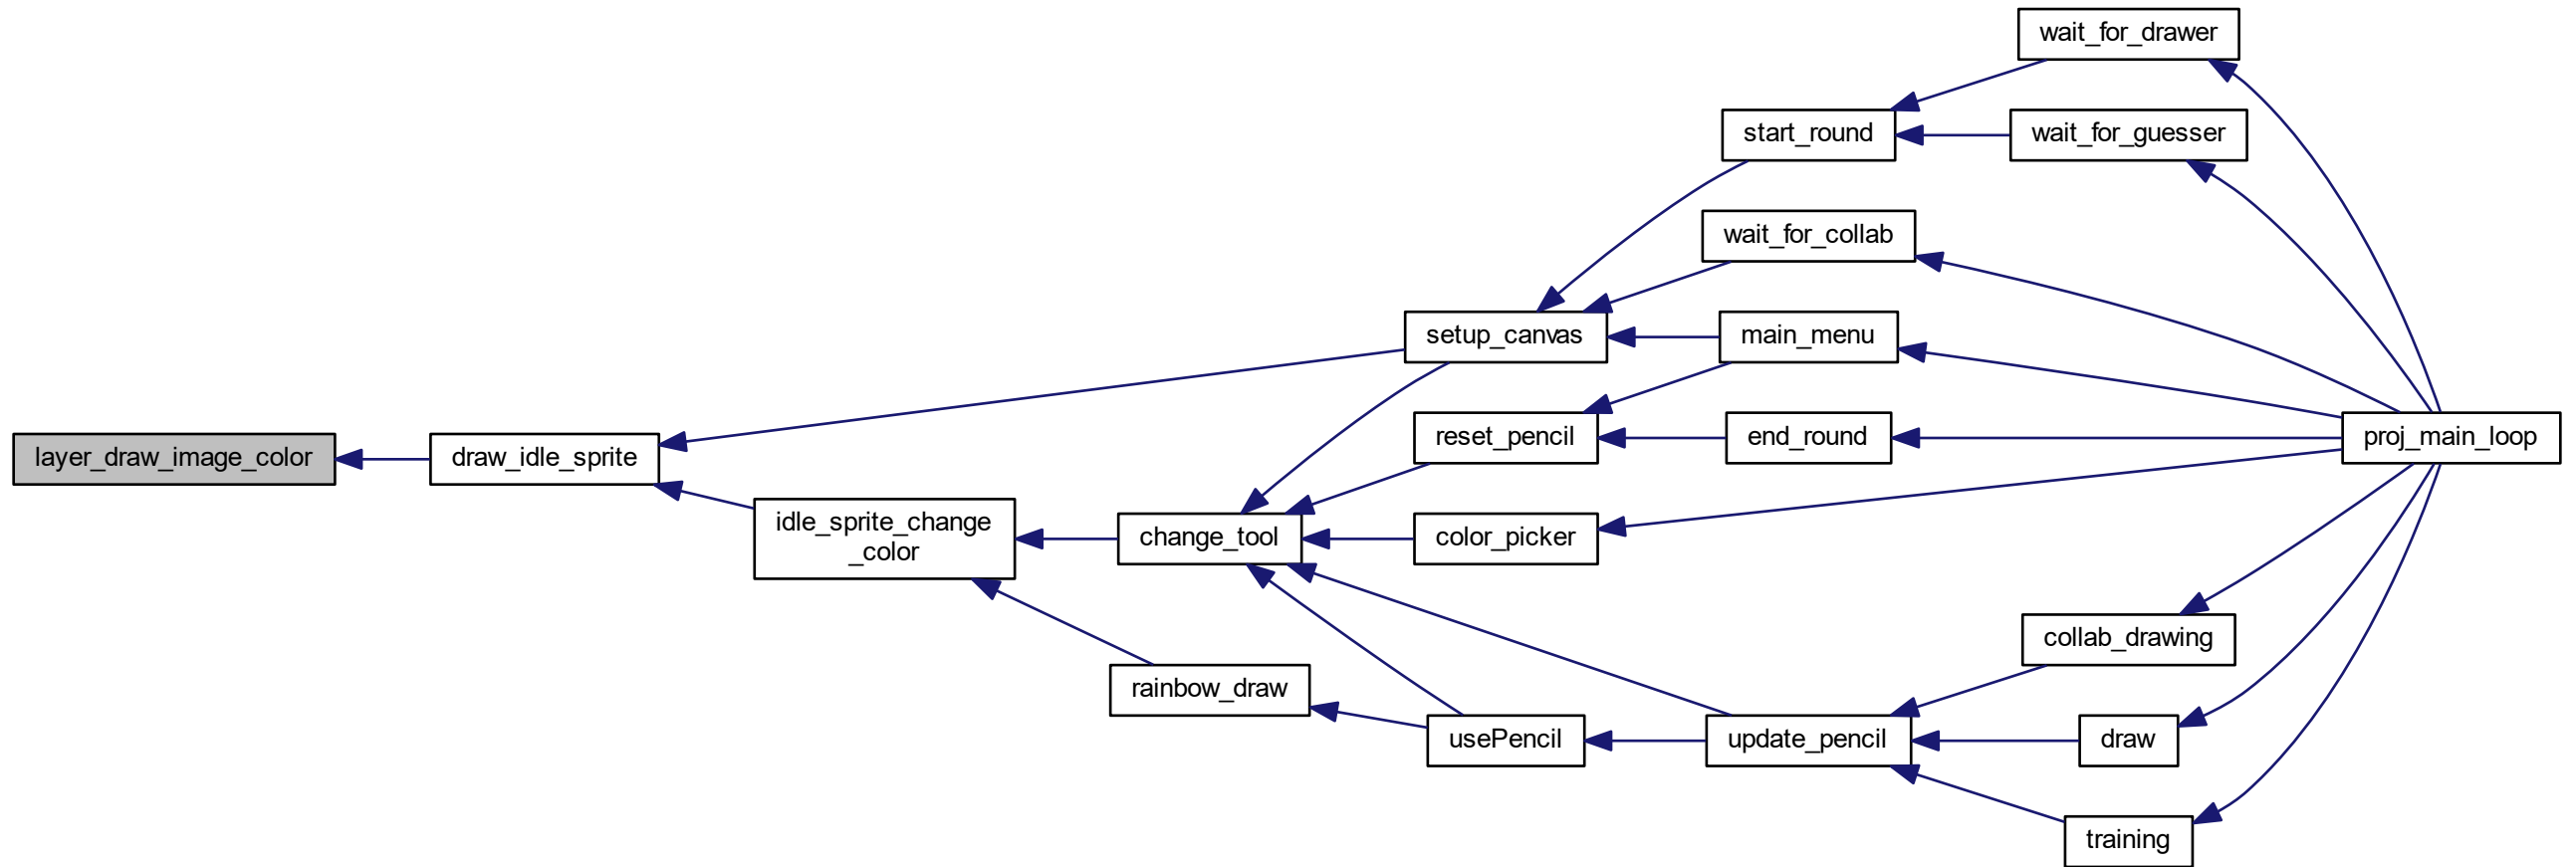 wait_for_drawer
start_round
wait_for_guesser
wait_for_collab
setup_canvas
main_menu
layer_draw_image_color
draw_idle_sprite
reset_pencil
end_round
proj_main_loop
idle_sprite_change
_color
change_tool
color_picker
collab_drawing
rainbow_draw
usePencil
update_pencil
draw
training